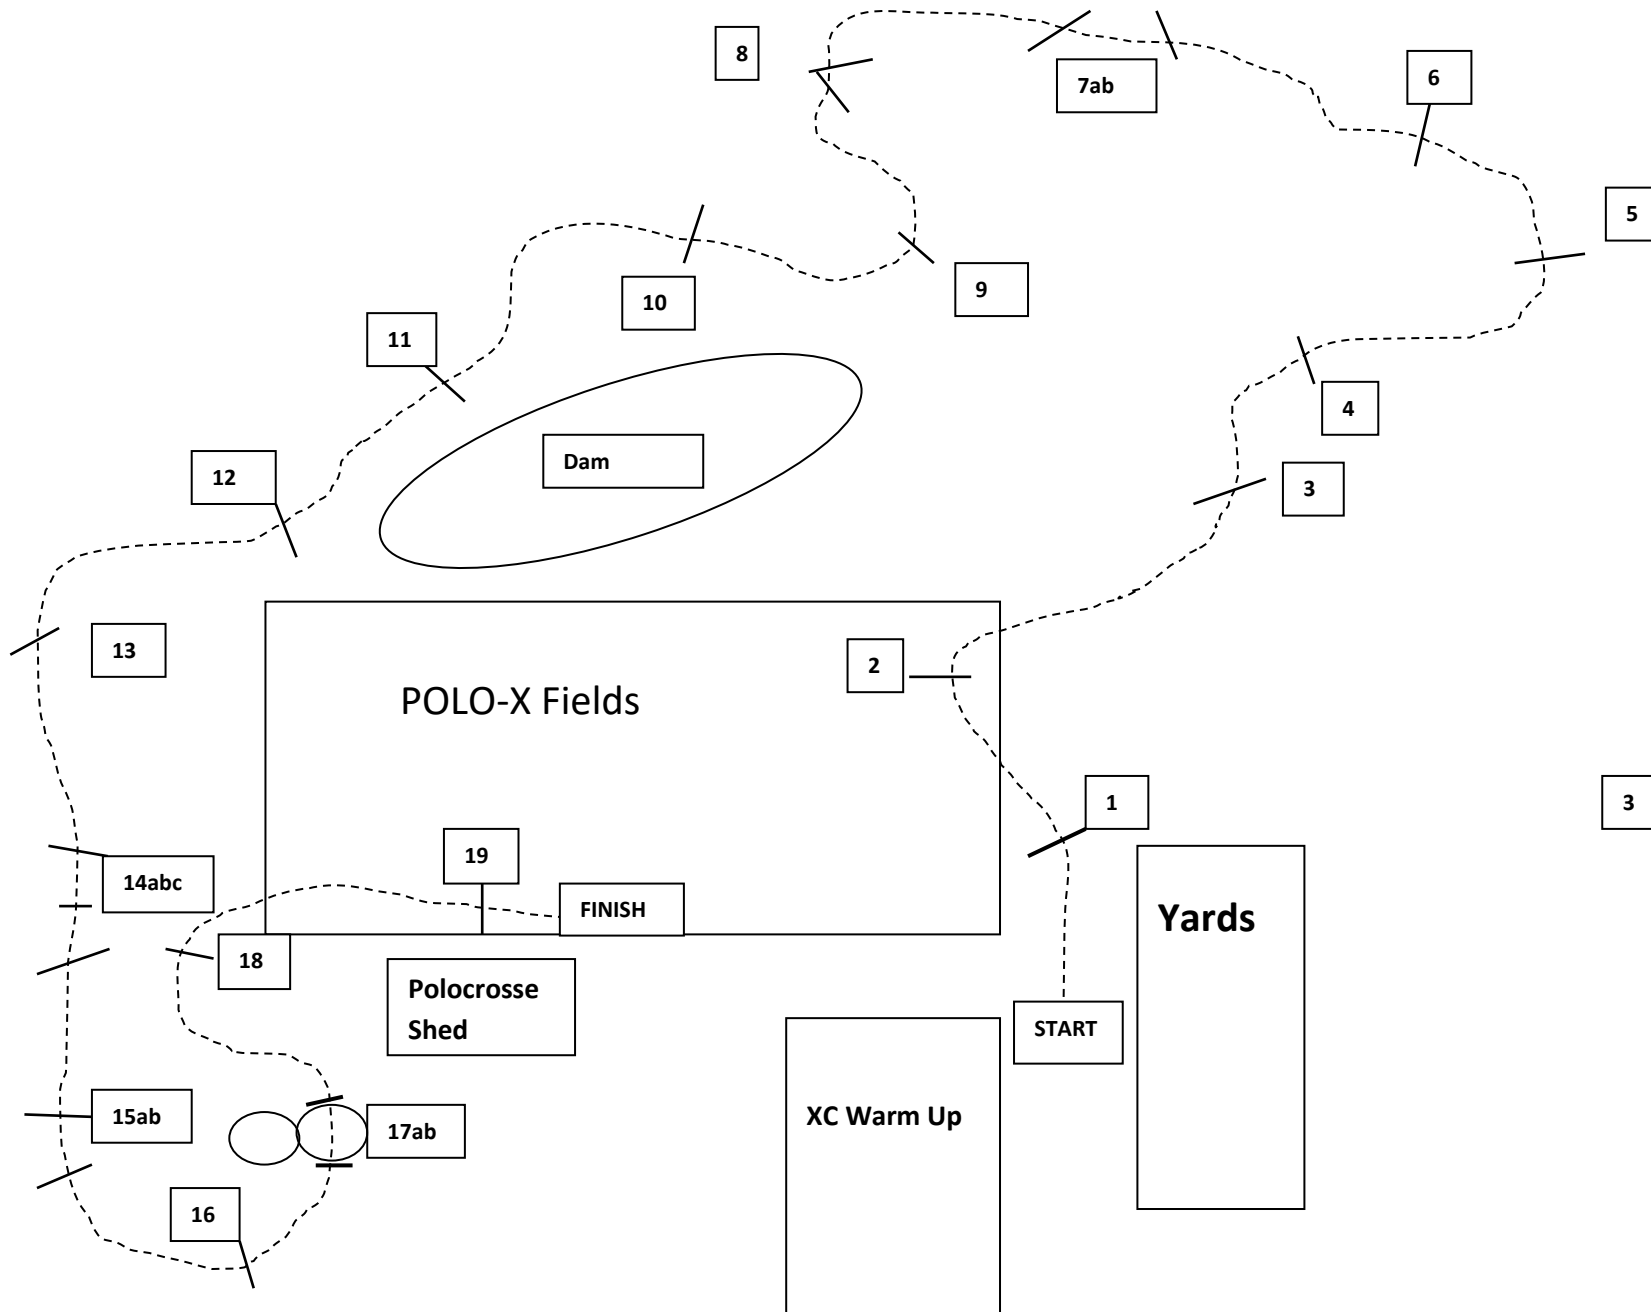 8
7ab
6
5
9
10
11
4
Dam
12
3
13
2
POLO-X Fields
1
3
19
14abc
FINISH
Yards
18
Polocrosse
Shed
START
15ab
17ab
XC Warm Up
16